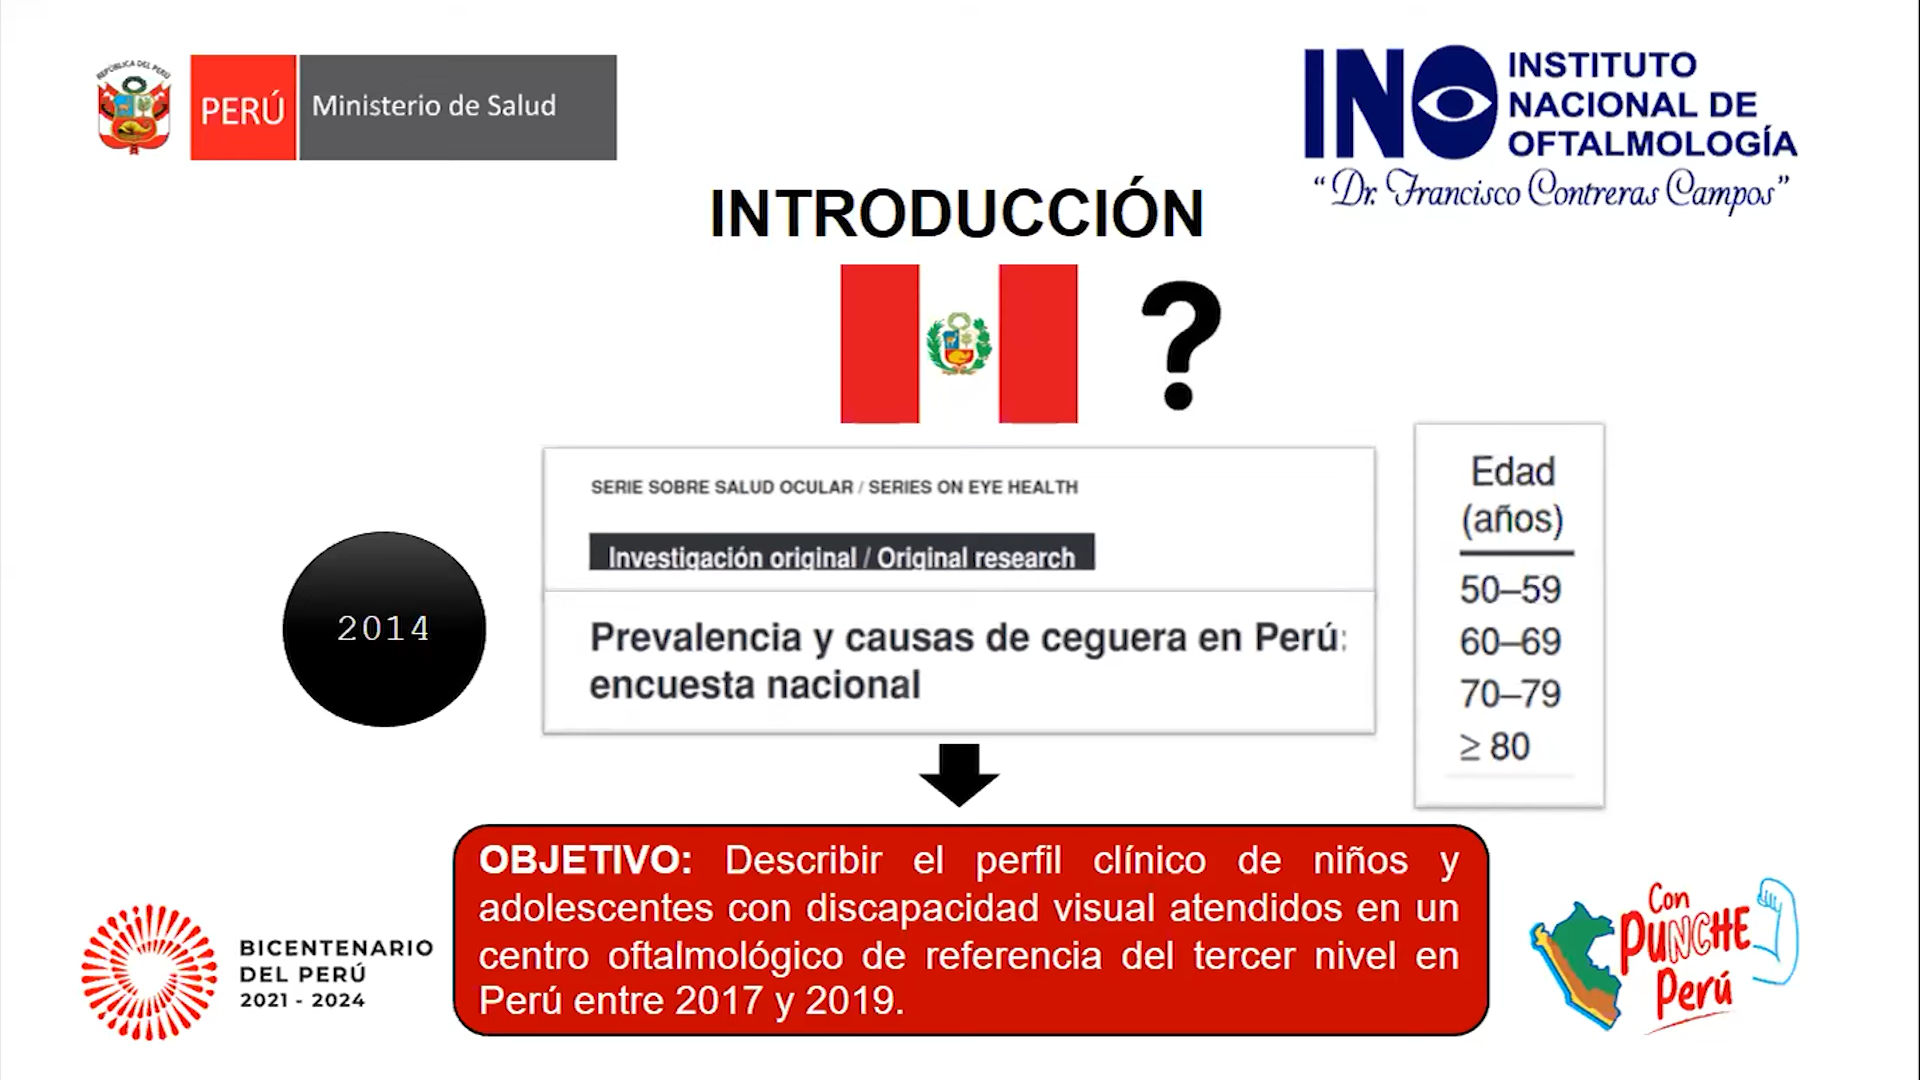 REPÚBLICA DEL PERÚ
PERÚ
Ministerio de Salud
INO
INSTITUTO
NACIONAL DE
OFTALMOLOGÍA
“Dr. Francisco Contreras Campos”
INTRODUCCIÓN
?
SERIE SOBRE SALUD OCULAR / SERIES ON EYE HEALTH
Investigación original / Original research
2014
Prevalencia y causas de ceguera en Perú:
encuesta nacional
Edad
(años)
50–59
60–69
70–79
≥ 80
OBJETIVO: Describir el perfil clínico de niños y
adolescentes con discapacidad visual atendidos en un
centro oftalmológico de referencia del tercer nivel en
Perú entre 2017 y 2019.
BICENTENARIO
DEL PERÚ
2021 - 2024
Con
PUNCHE
Perú